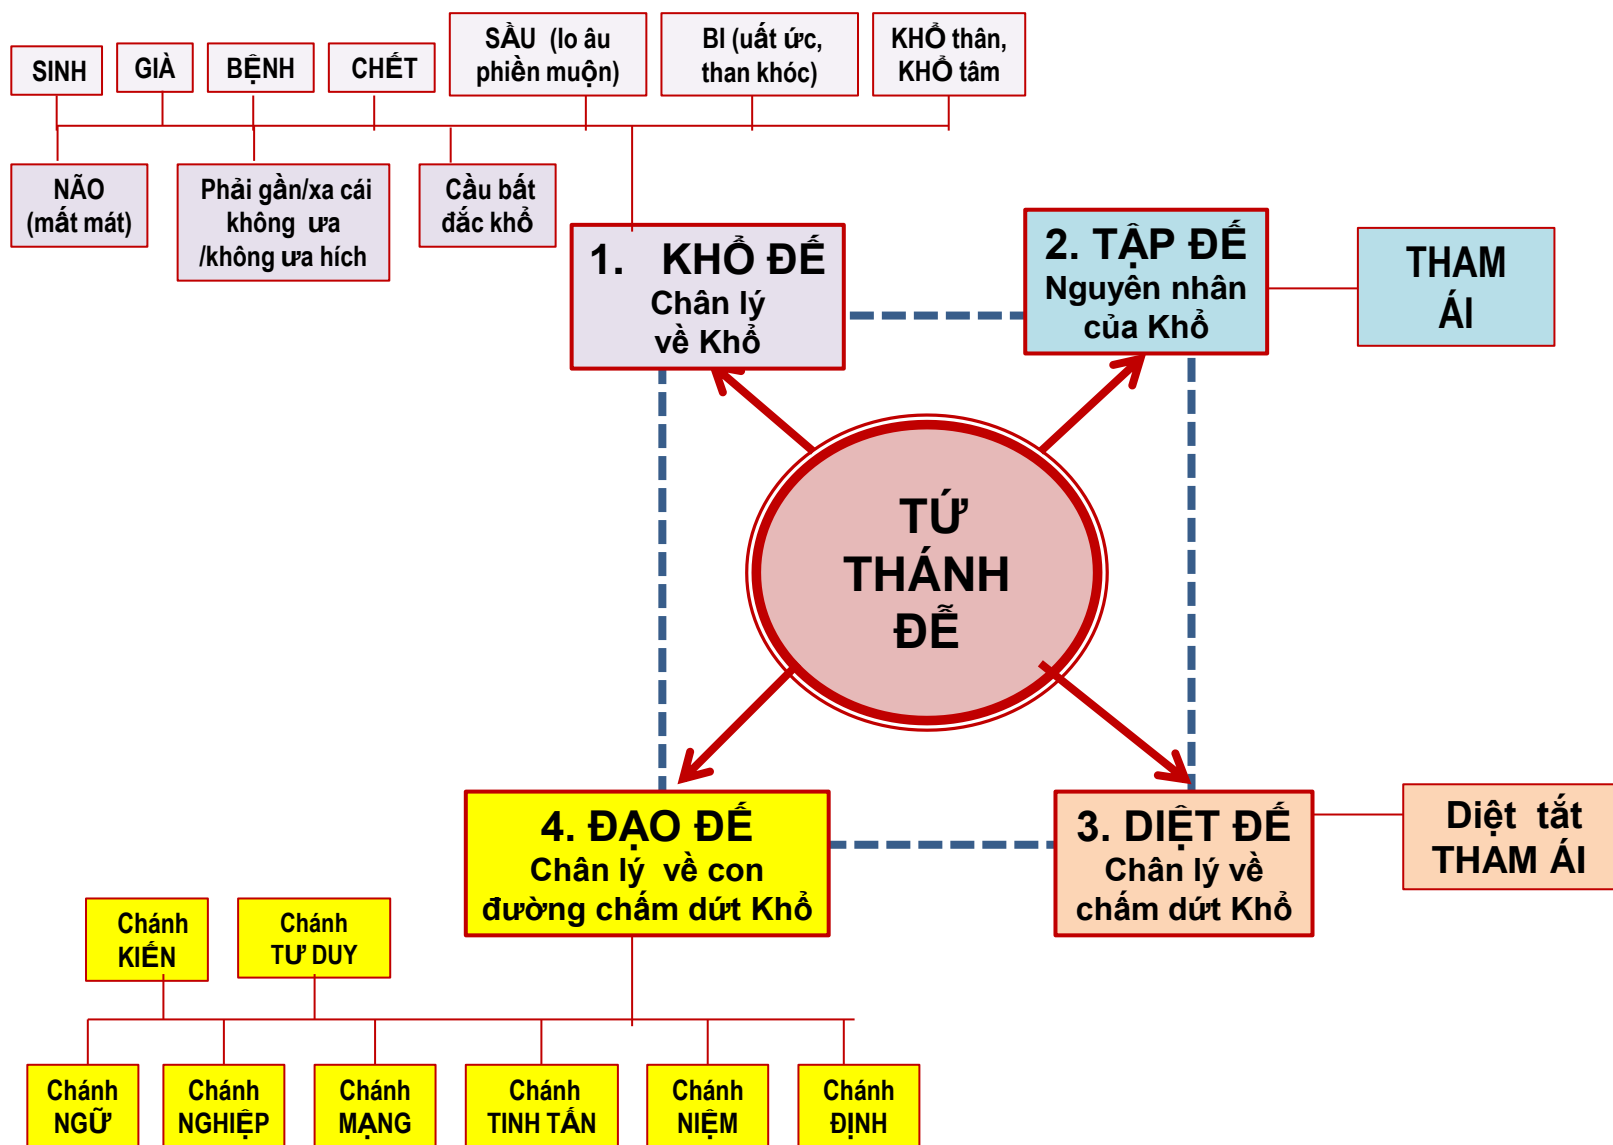 SINH
GIÀ
BỆNH
CHẾT
SẦU (lo âu
phiền muộn)
BI (uất ức,
than khóc)
KHỔ thân,
KHỔ tâm
NÃO
(mất mát)
Phải gần/xa cái
không ưa
/không ưa hích
Cầu bất
đắc khổ
1. KHỔ ĐẾ
Chân lý
về Khổ
2. TẬP ĐẾ
Nguyên nhân
của Khổ
THAM
ÁI
TỨ
THÁNH
ĐỄ
4. ĐẠO ĐẾ
Chân lý về con
đường chấm dứt Khổ
3. DIỆT ĐẾ
Chân lý về
chấm dứt Khổ
Diệt tắt
THAM ÁI
Chánh
KIẾN
Chánh
TƯ DUY
Chánh
NGỮ
Chánh
NGHIỆP
Chánh
MẠNG
Chánh
TINH TẤN
Chánh
NIỆM
Chánh
ĐỊNH